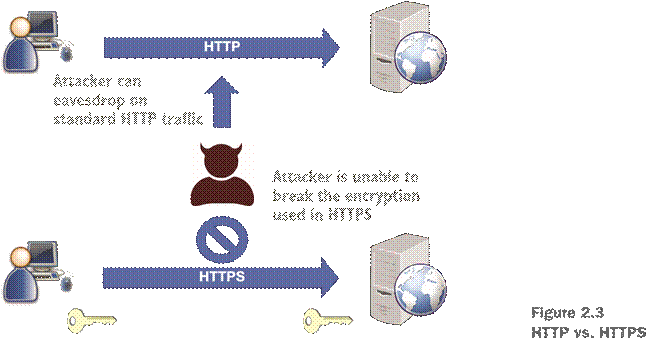 HTTP
Attacker can
eavesdrop on
standard HTTP traffic
Attacker is unable to
break the encryption
used in HTTPS
HTTPS
Figure 2.3
HTTP vs. HTTPS